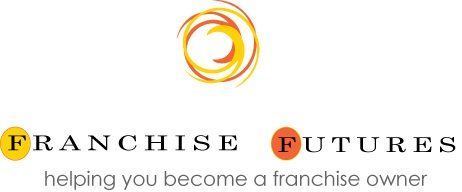 FRANCHISE FUTURES
helping you become a franchise owner